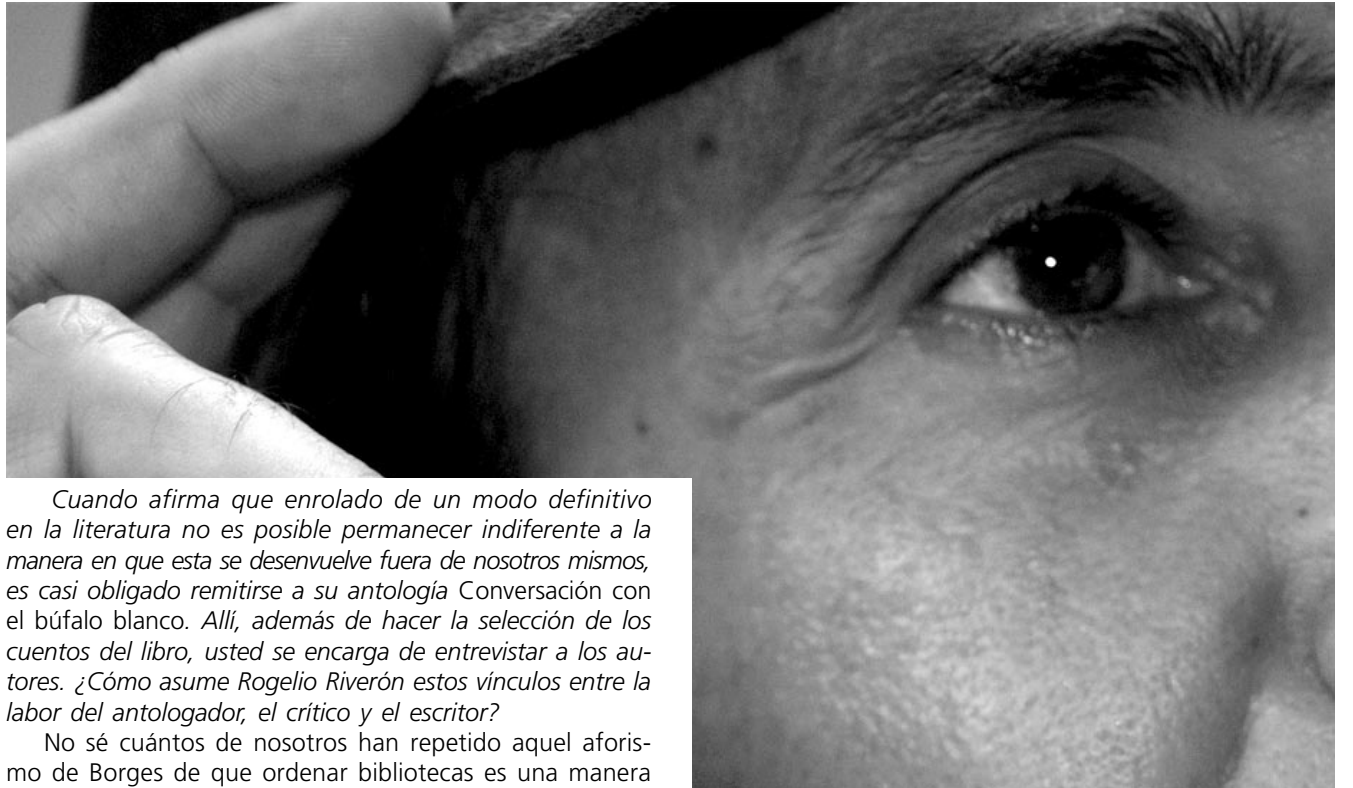 Cuando afirma que enrolado de un modo definitivo
en la literatura no es posible permanecer indiferente a la
manera en que esta se desenvuelve fuera de nosotros mismos,
es casi obligado remitirse a su antología Conversación con
el búfalo blanco. Allí, además de hacer la selección de los
cuentos del libro, usted se encarga de entrevistar a los au-
tores. ¿Cómo asume Rogelio Riverón estos vínculos entre la
labor del antologador, el crítico y el escritor?
No sé cuántos de nosotros han repetido aquel aforis-
mo de Borges de que ordenar bibliotecas es una manera